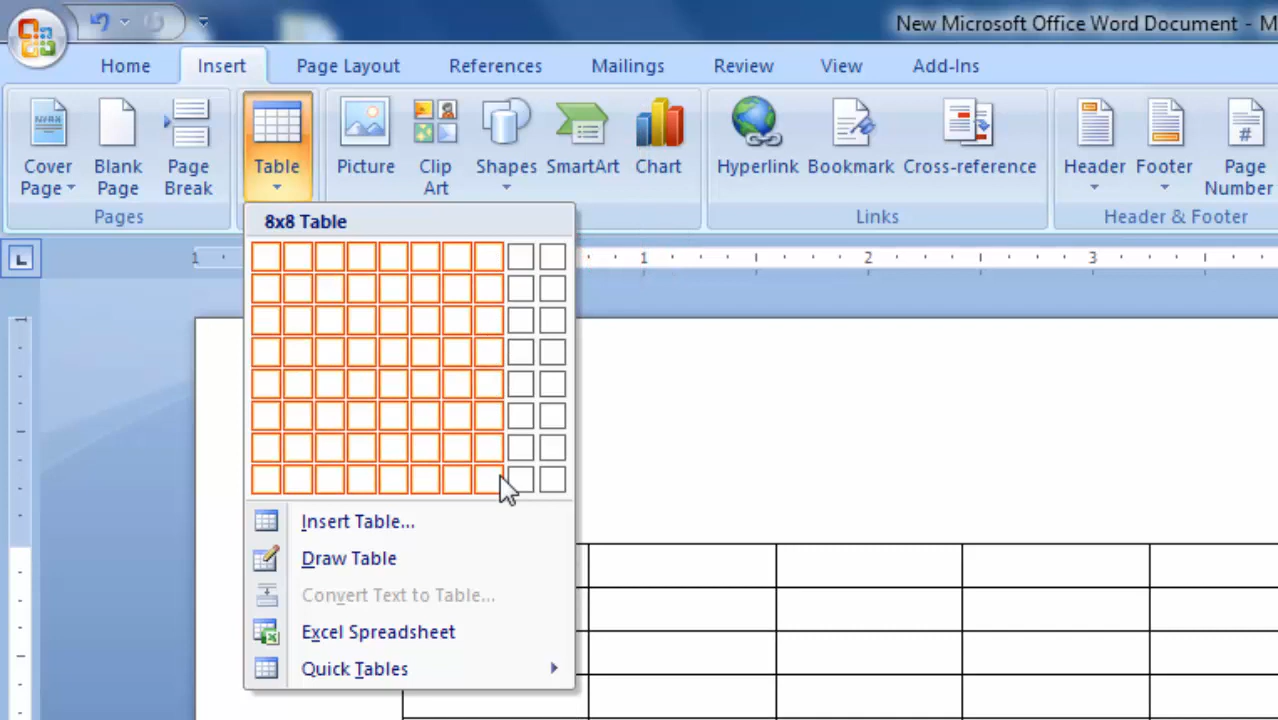 New Microsoft Office Word Document - M
Home Insert Page Layout References Mailings Review View Add-Ins
Cover Page Blank Page Page Break Table Picture Clip Art Shapes SmartArt Chart Hyperlink Bookmark Cross-reference Header Footer Page Number
Pages Links Header & Footer
8x8 Table
1 1 2 3
1
Insert Table...
Draw Table
Convert Text to Table...
Excel Spreadsheet
Quick Tables